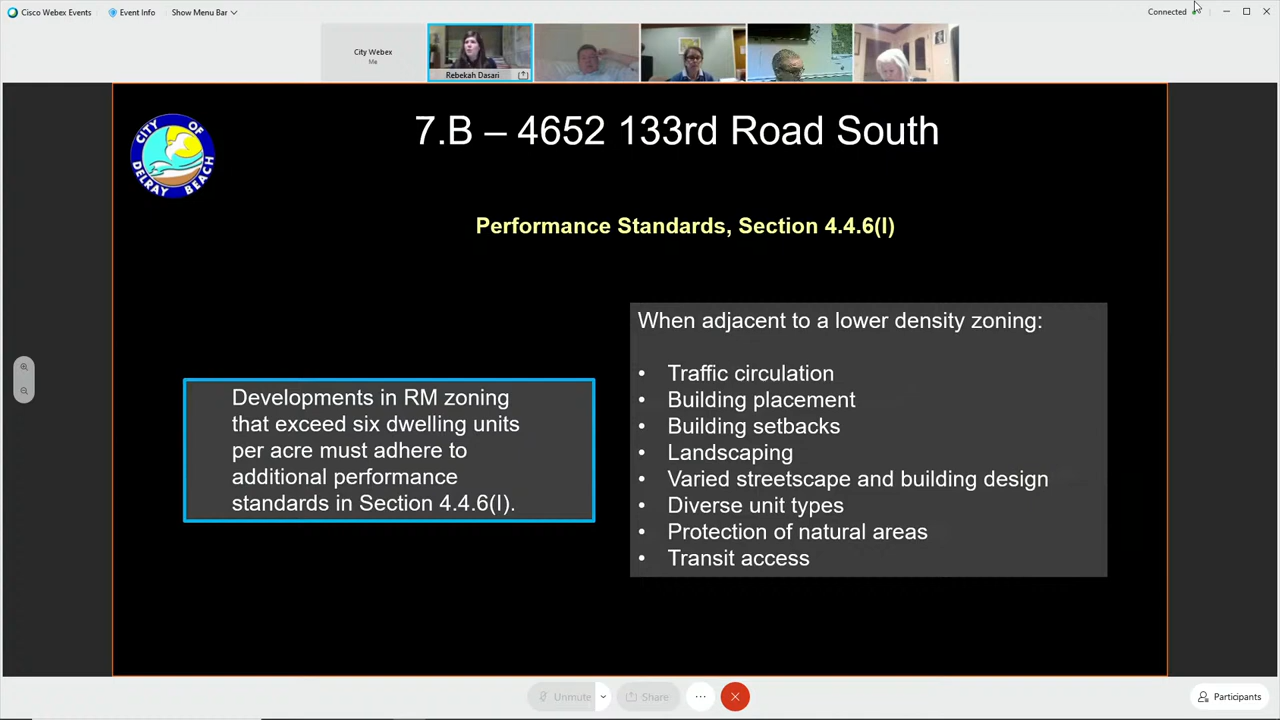 Cisco Webex Events
Event Info
Show Menu Bar
Connected
City Webex
Me
Rebekah Dasari
CITY OF
DELRAY BEACH
7.B – 4652 133rd Road South
Performance Standards, Section 4.4.6(I)
Developments in RM zoning
that exceed six dwelling units
per acre must adhere to
additional performance
standards in Section 4.4.6(I).
When adjacent to a lower density zoning:
• Traffic circulation
• Building placement
• Building setbacks
• Landscaping
• Varied streetscape and building design
• Diverse unit types
• Protection of natural areas
• Transit access
Unmute
Share
Participants